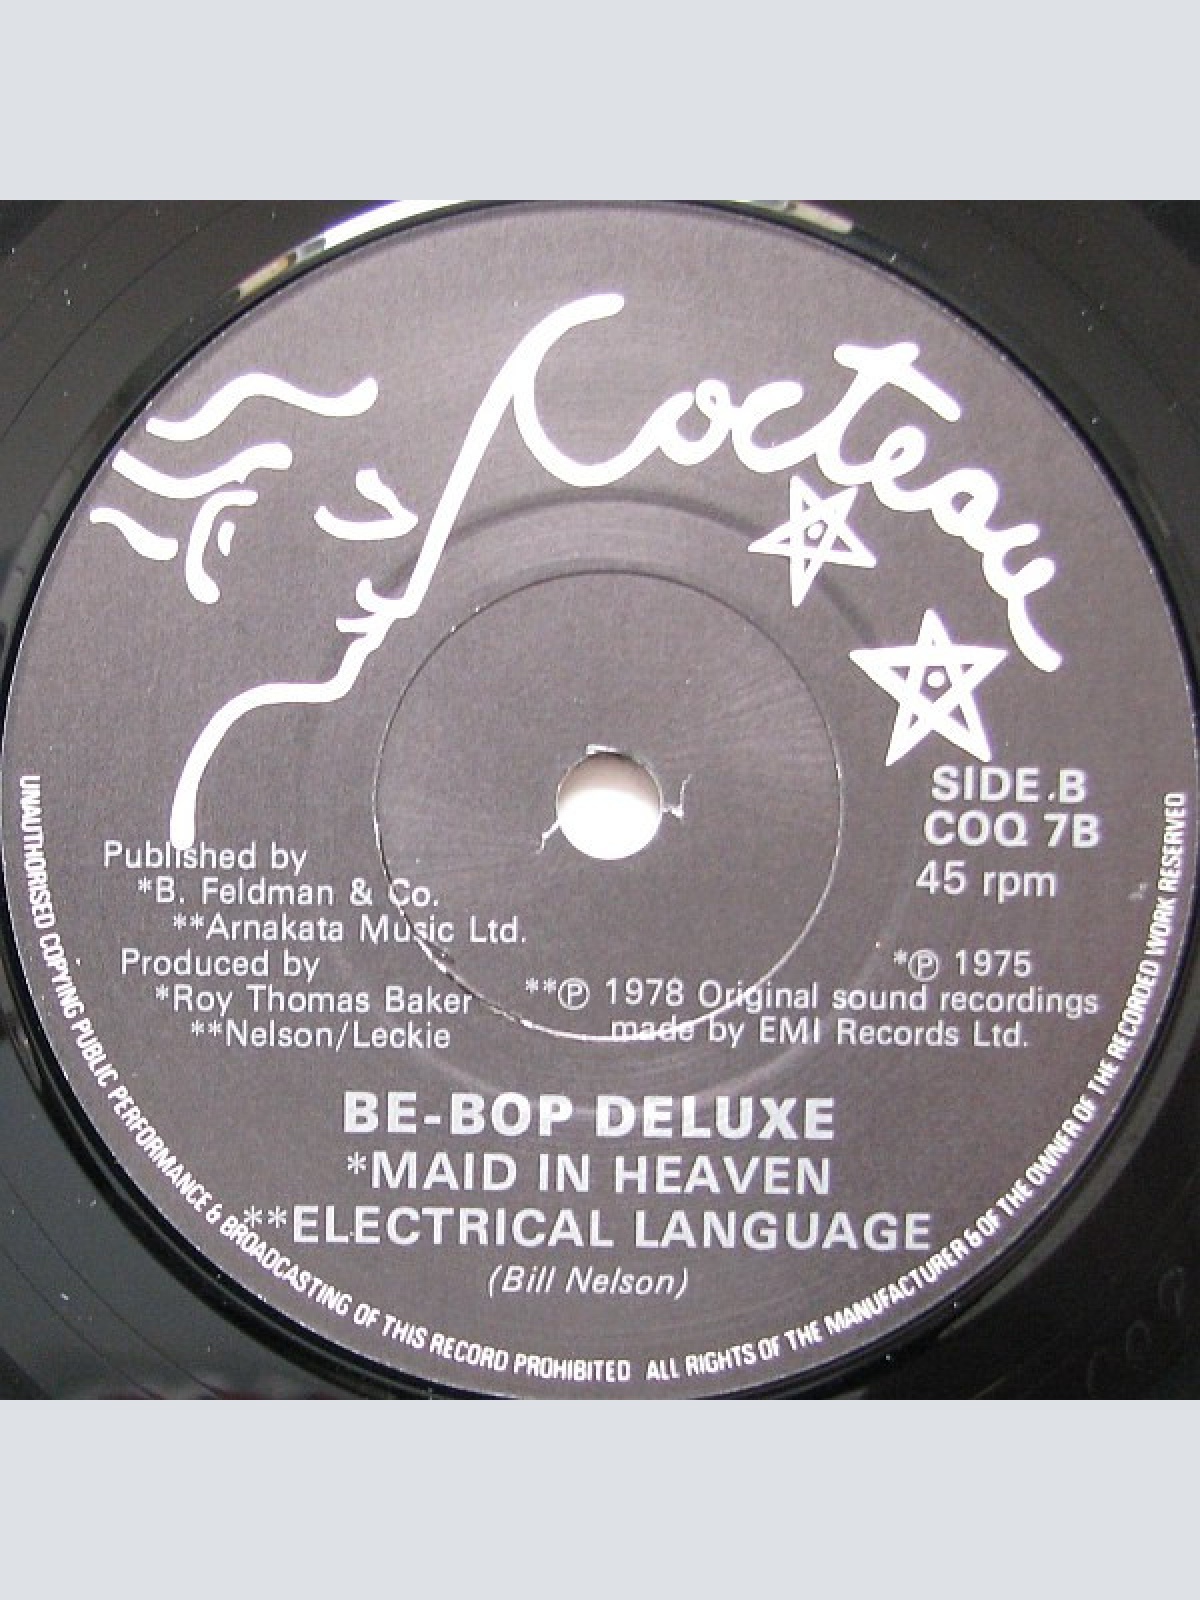 Cocteau
SIDE B
COQ 7B
45 rpm
Published by
*B. Feldman & Co.
**Arnakata Music Ltd.
Produced by
*Roy Thomas Baker
**Nelson/Leckie
*℗ 1975
**℗ 1978 Original sound recordings
made by EMI Records Ltd.
BE-BOP DELUXE
*MAID IN HEAVEN
**ELECTRICAL LANGUAGE
(Bill Nelson)
UNAUTHORISED COPYING PUBLIC PERFORMANCE & BROADCASTING OF THIS RECORD PROHIBITED ALL RIGHTS OF THE MANUFACTURER & OF THE OWNER OF THE RECORDED WORK RESERVED